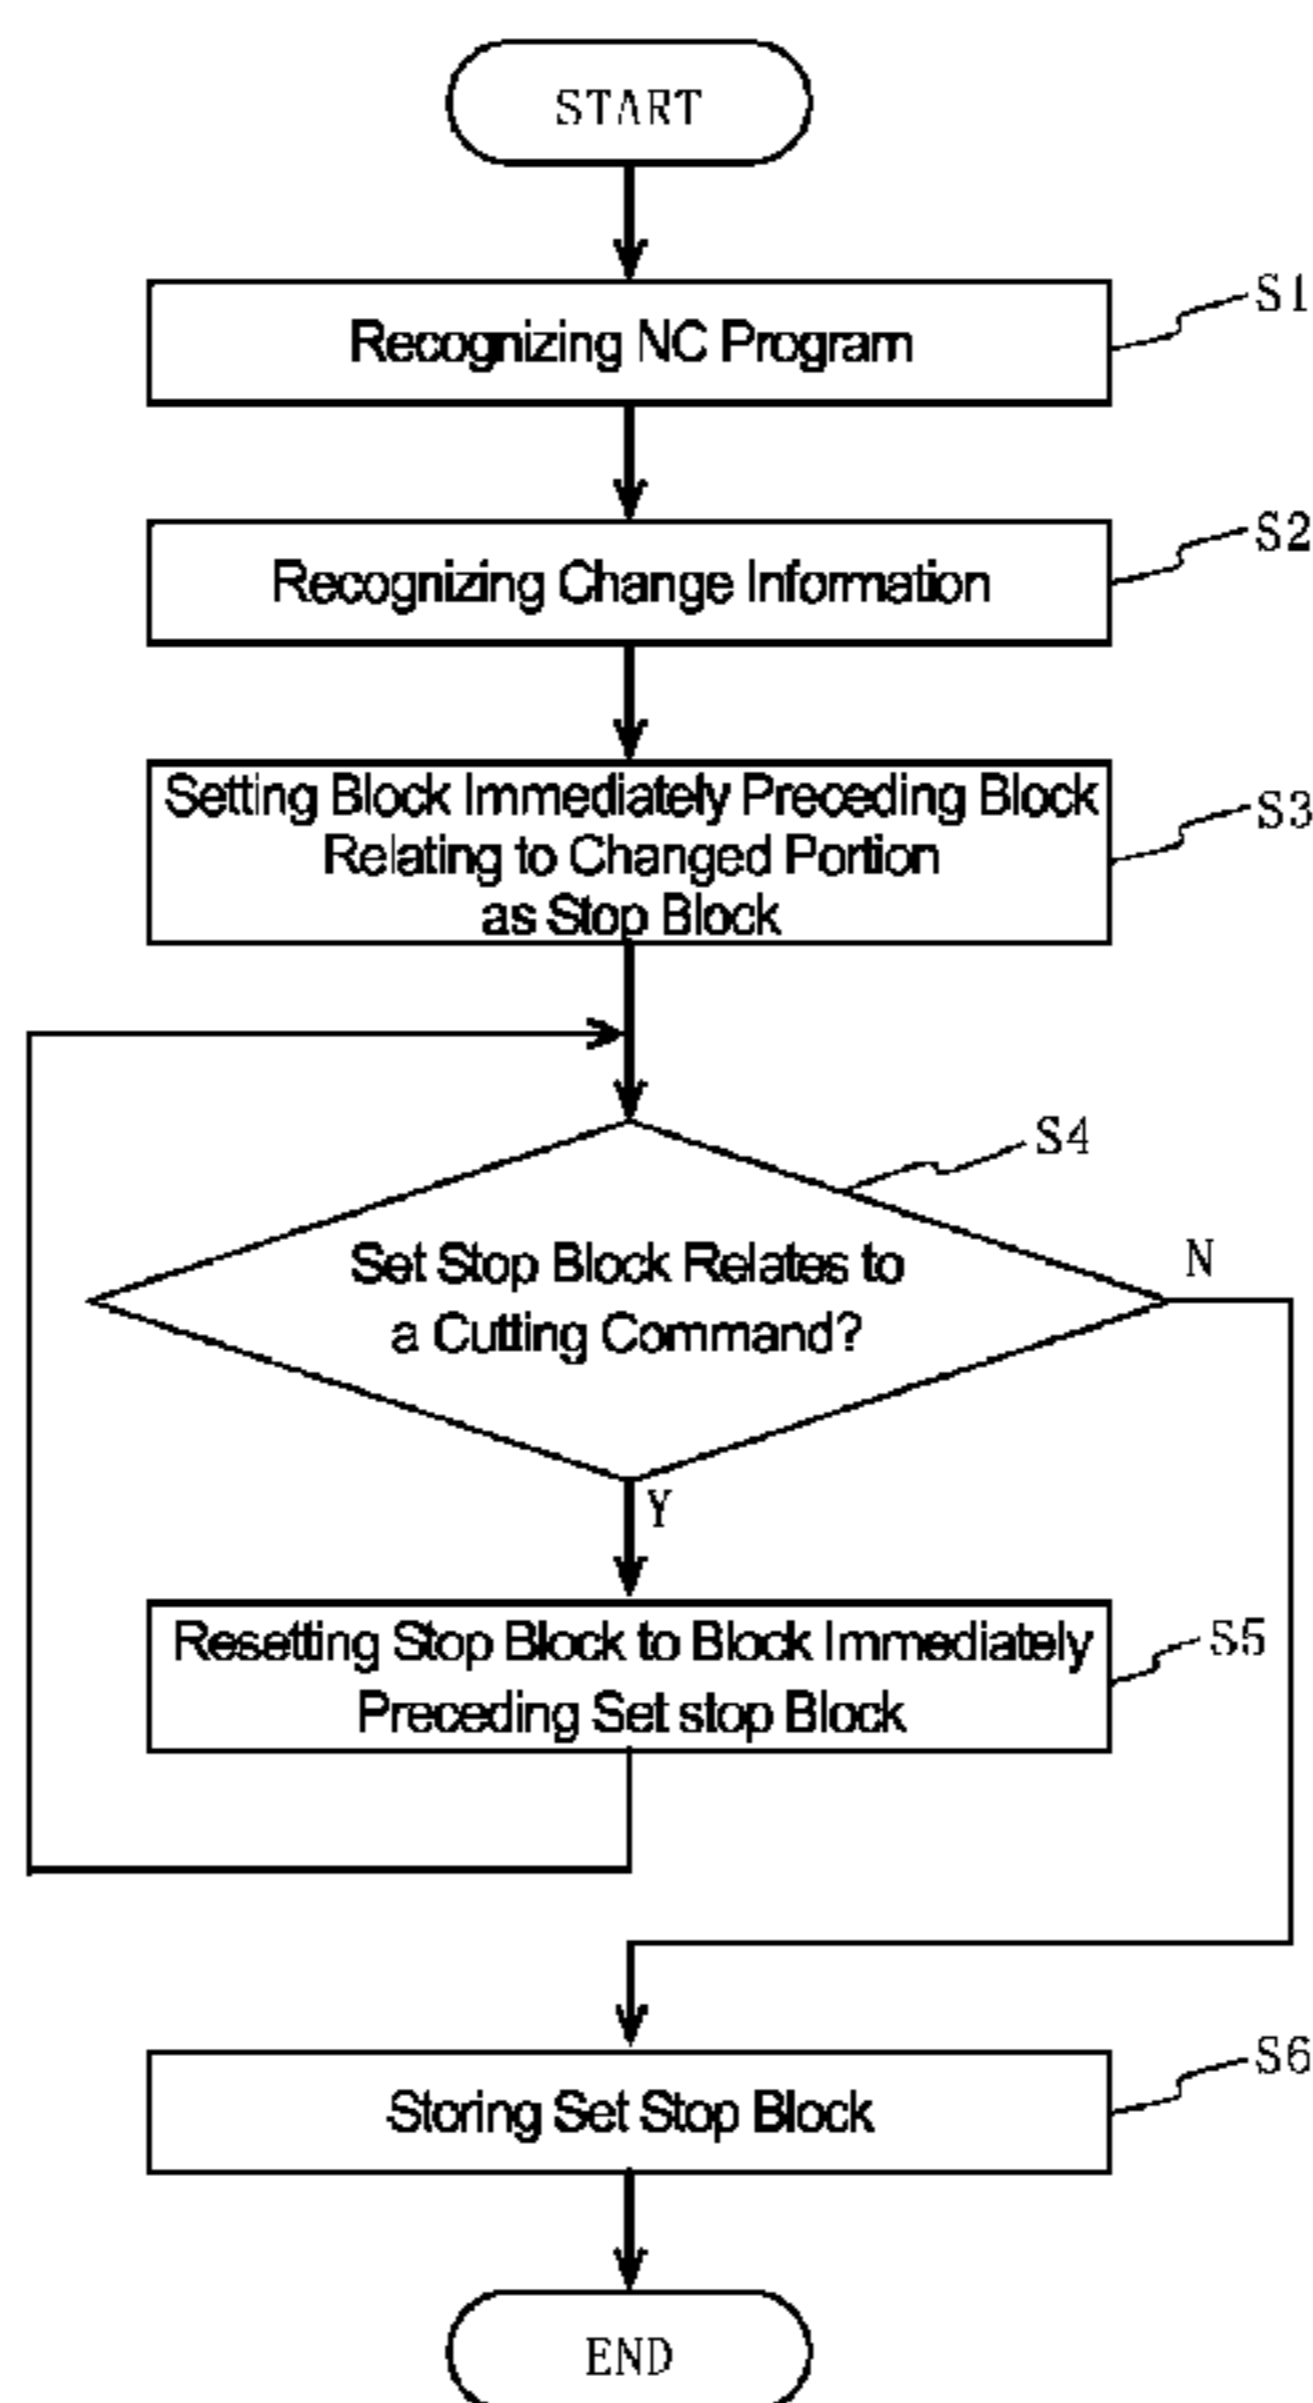 START
Recognizing NC Program
S1
Recognizing Change Information
S2
Setting Block Immediately Preceding Block
Relating to Changed Portion
as Stop Block
S3
S4
Set Stop Block Relates to
a Cutting Command?
N
Y
Resetting Stop Block to Block Immediately
Preceding Set stop Block
S5
Storing Set Stop Block
S6
END